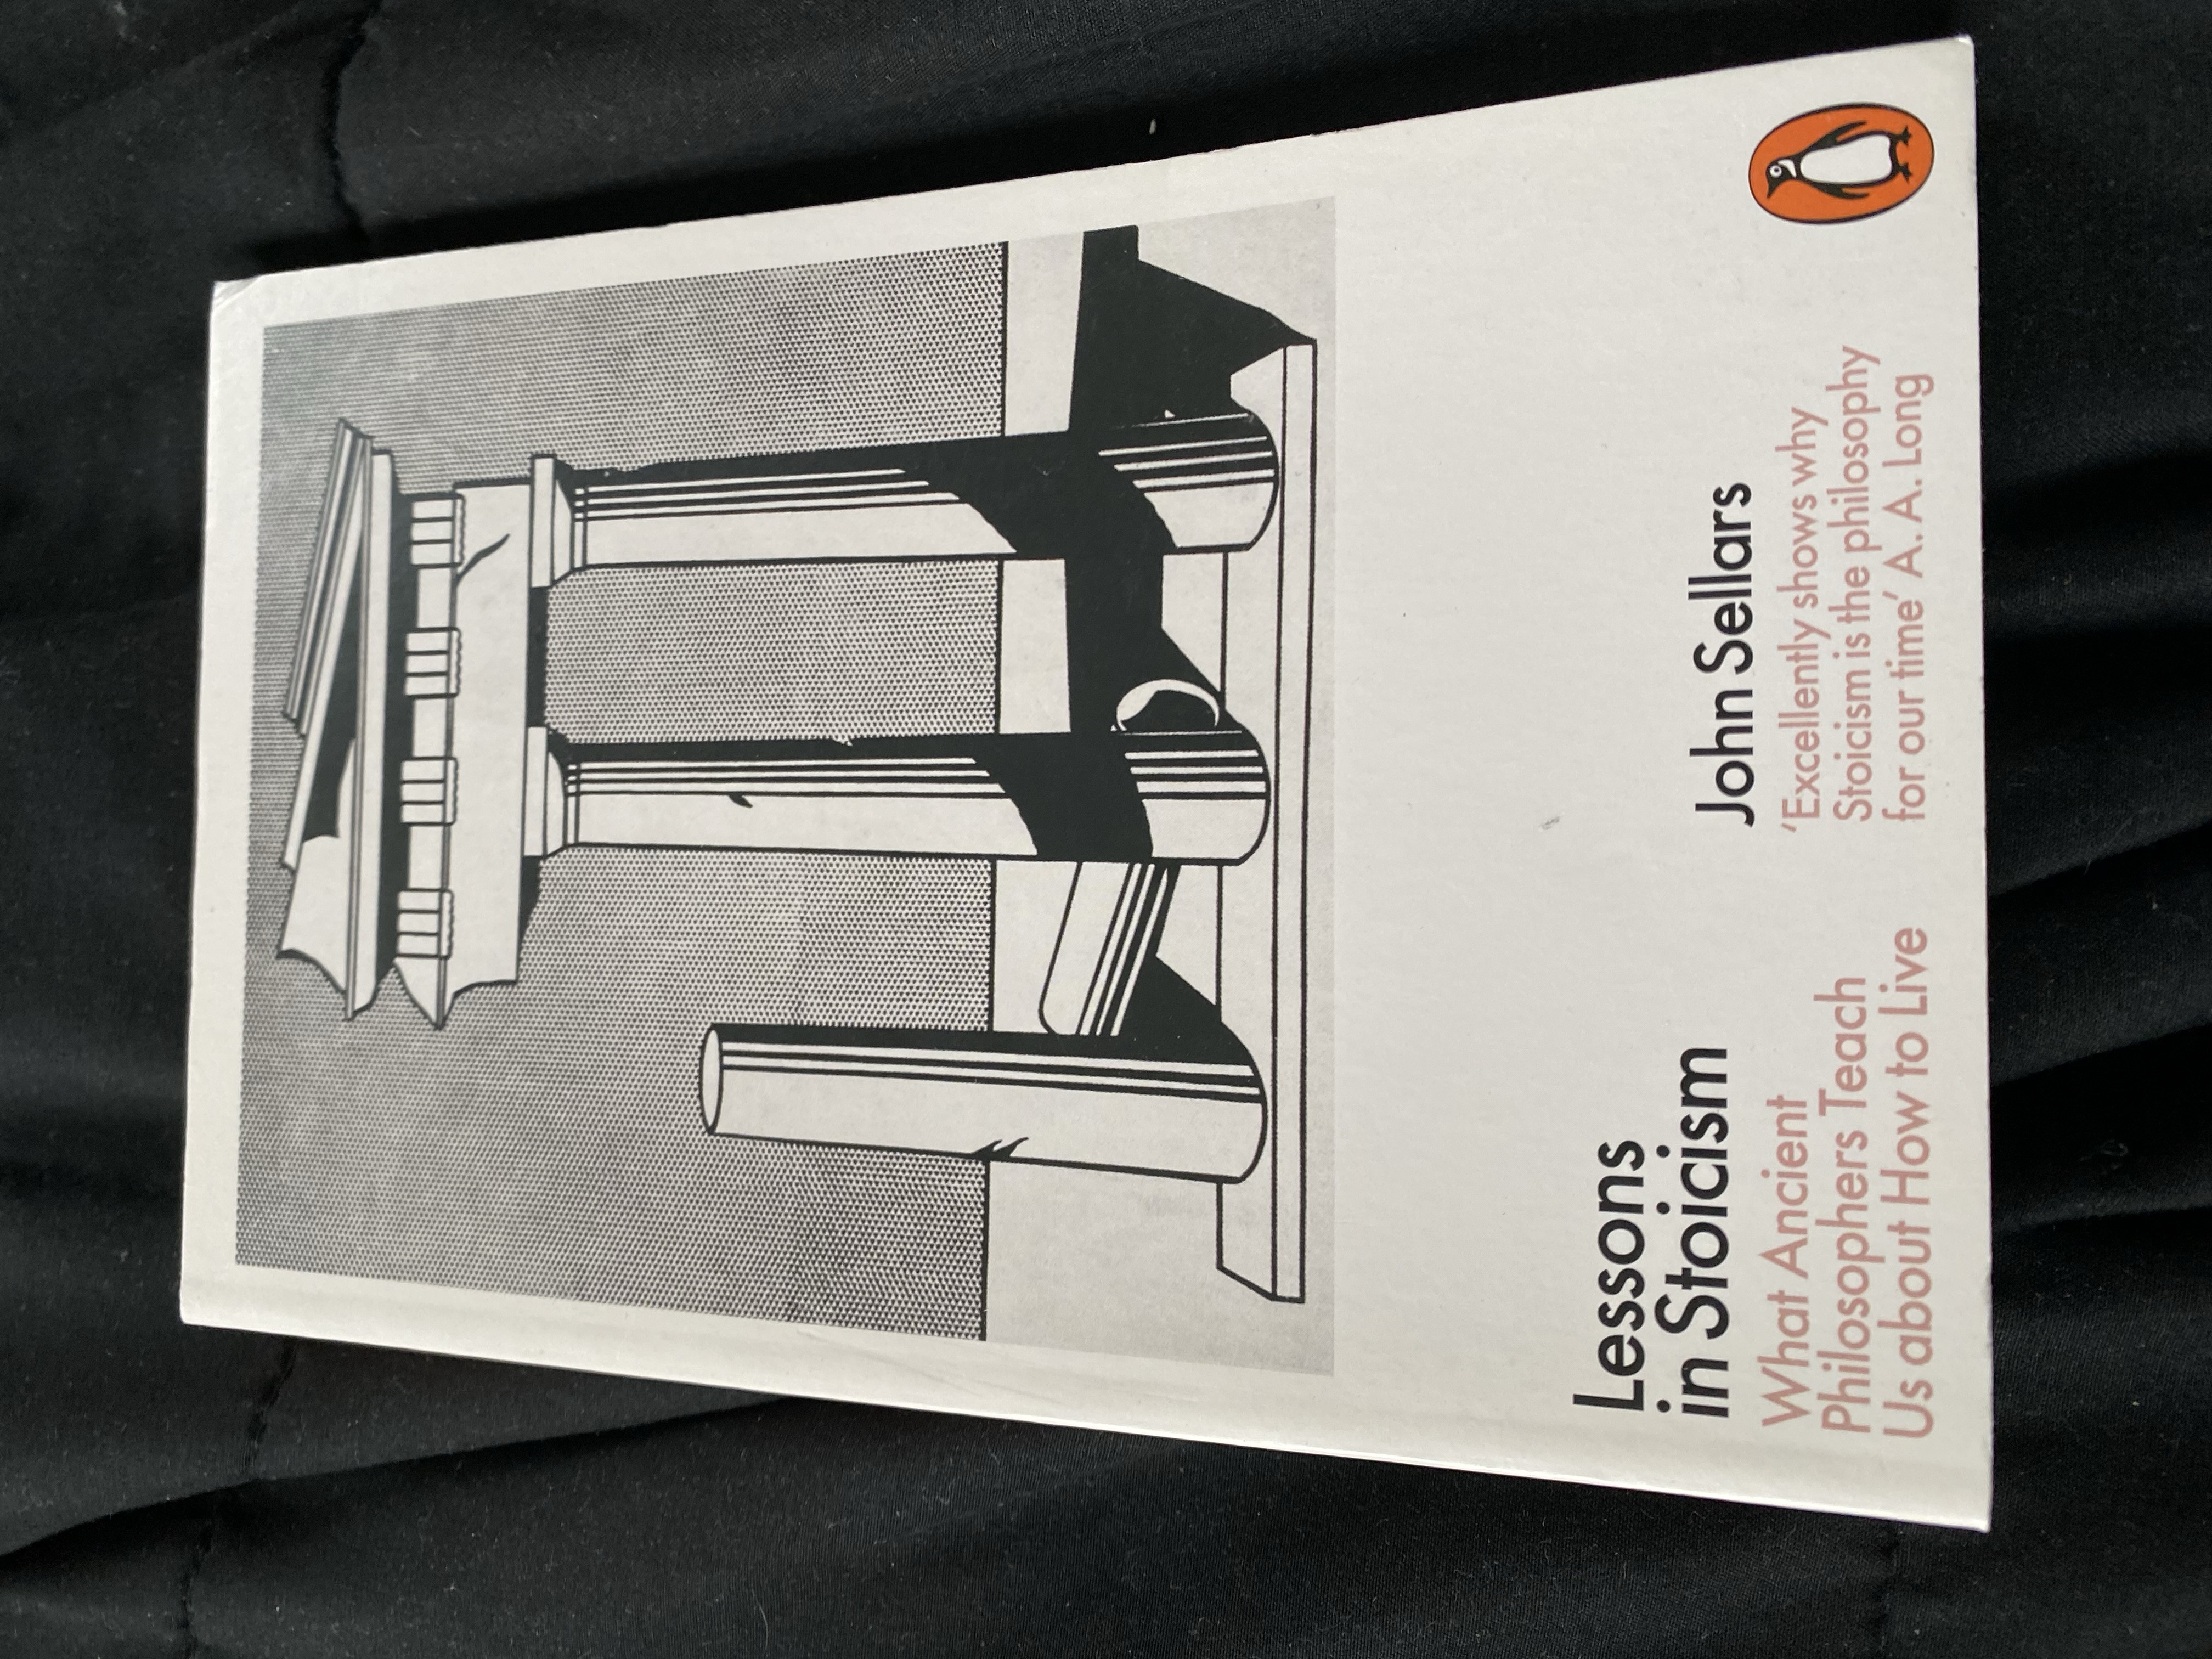 Lessons
in Stoicism
What Ancient
Philosophers Teach
Us about How to Live
John Sellars
‘Excellently shows why
Stoicism is the philosophy
for our time’ A. A. Long